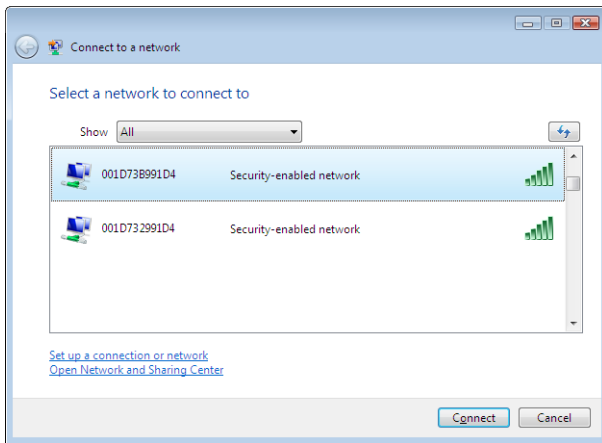 Connect to a network
Select a network to connect to
Show All
001D73B991D4 Security-enabled network
001D732991D4 Security-enabled network
Set up a connection or network
Open Network and Sharing Center
Connect Cancel